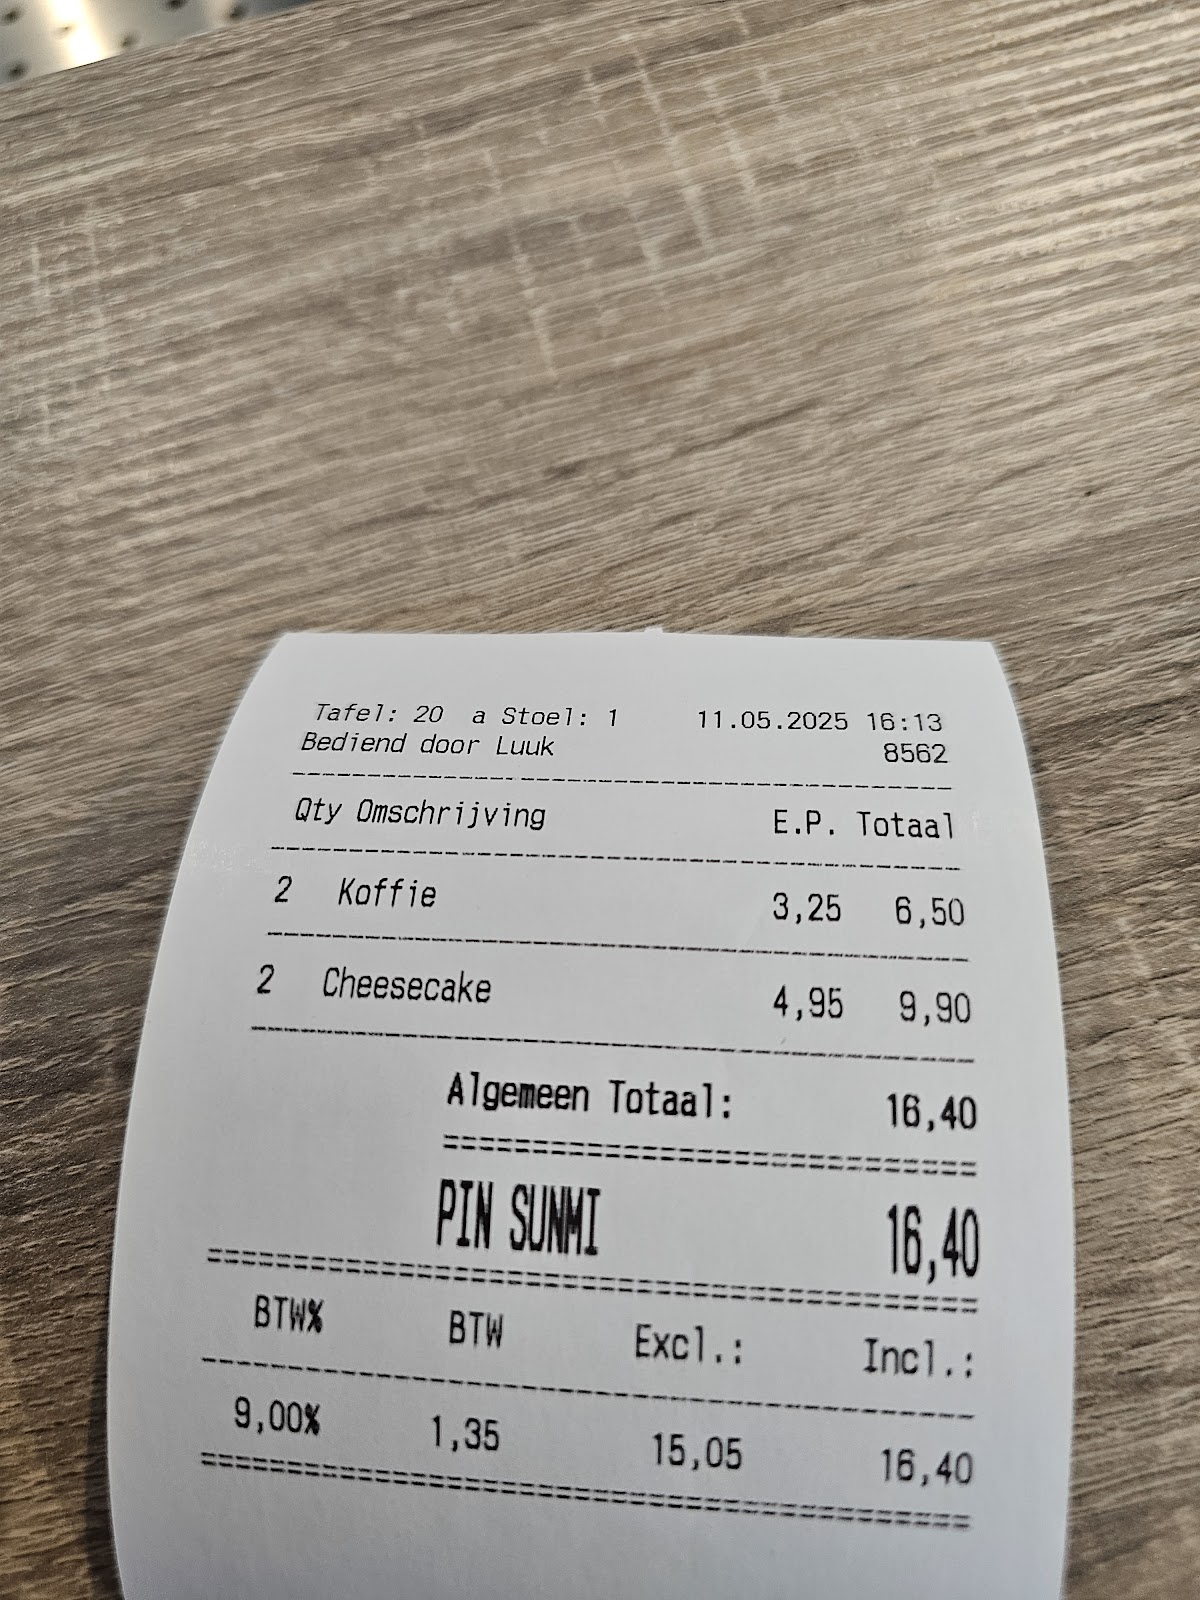 Tafel: 20 a Stoel: 1 11.05.2025 16:13
Bediend door Luuk 8562
Qty Omschrijving E.P. Totaal
2 Koffie 3,25 6,50
2 Cheesecake 4,95 9,90
Algemeen Totaal: 16,40
PIN SUNMI 16,40
BTW% BTW Excl.: Incl.:
9,00% 1,35 15,05 16,40